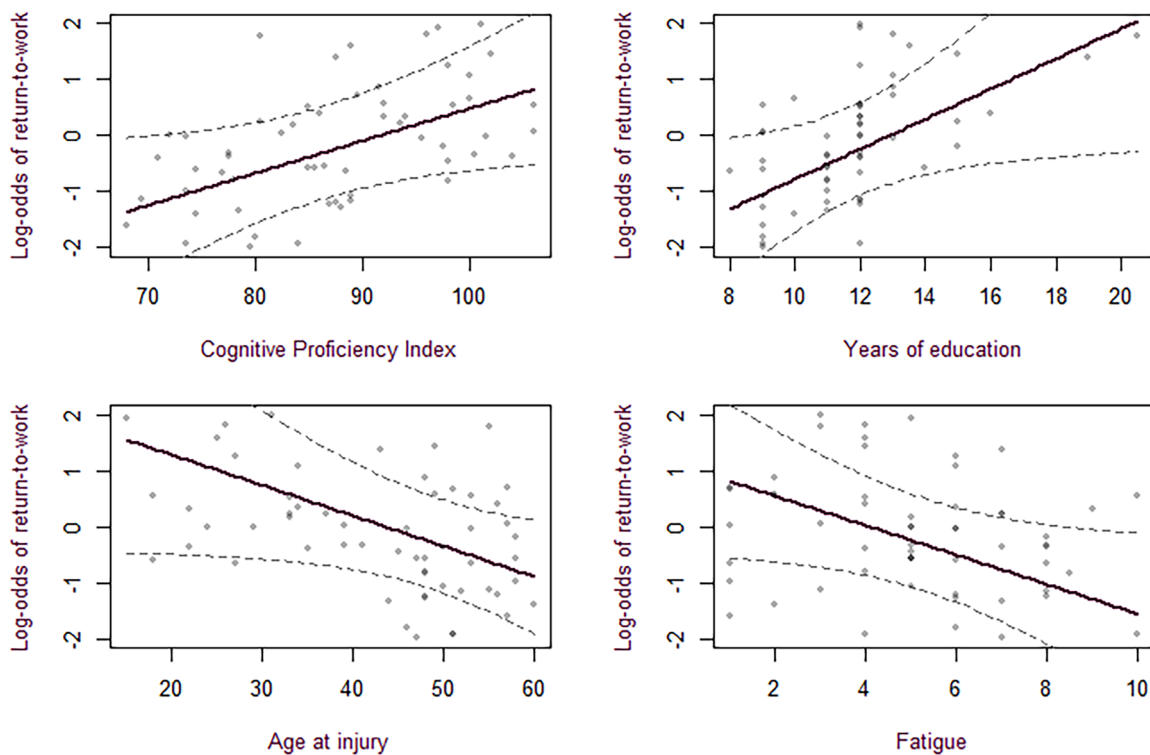 Log-odds of return-to-work
2
1
0
-1
-2
70 80 90 100
Cognitive Proficiency Index
Log-odds of return-to-work
2
1
0
-1
-2
8 10 12 14 16 18 20
Years of education
Log-odds of return-to-work
2
1
0
-1
-2
20 30 40 50 60
Age at injury
Log-odds of return-to-work
2
1
0
-1
-2
2 4 6 8 10
Fatigue